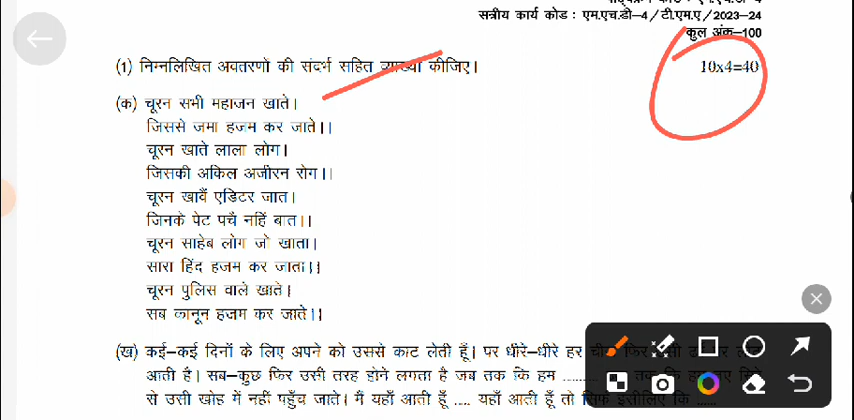 सत्रीय कार्य कोड : एम.एच.डी-4/टी.एम.ए/2023-24
कुल अंक-100
(1) निम्नलिखित अवतरणों की संदर्भ सहित व्याख्या कीजिए। 10x4=40
(क) चूरन सभी महाजन खाते।
जिससे जमा हजम कर जाते।।
चूरन खाते लाला लोग।
जिसकी अकिल अजीरन रोग।।
चूरन खावैं एडिटर जात।
जिनके पेट पचै नहिं बात।।
चूरन साहेब लोग जो खाता।
सारा हिंद हजम कर जाता।।
चूरन पुलिस वाले खाते।
सब कानून हजम कर जाते।।
(ख) कई-कई दिनों के लिए अपने को उससे काट लेती हूँ। पर धीरे-धीरे हर
आती है। सब-कुछ फिर उसी तरह होने लगता है जब तक कि हम ..........
से उसी खोह में नहीं पहुँच जाते। मैं यहाँ आती हूँ ..... यहाँ आती हूँ तो सिर्फ इसीलिए कि ......